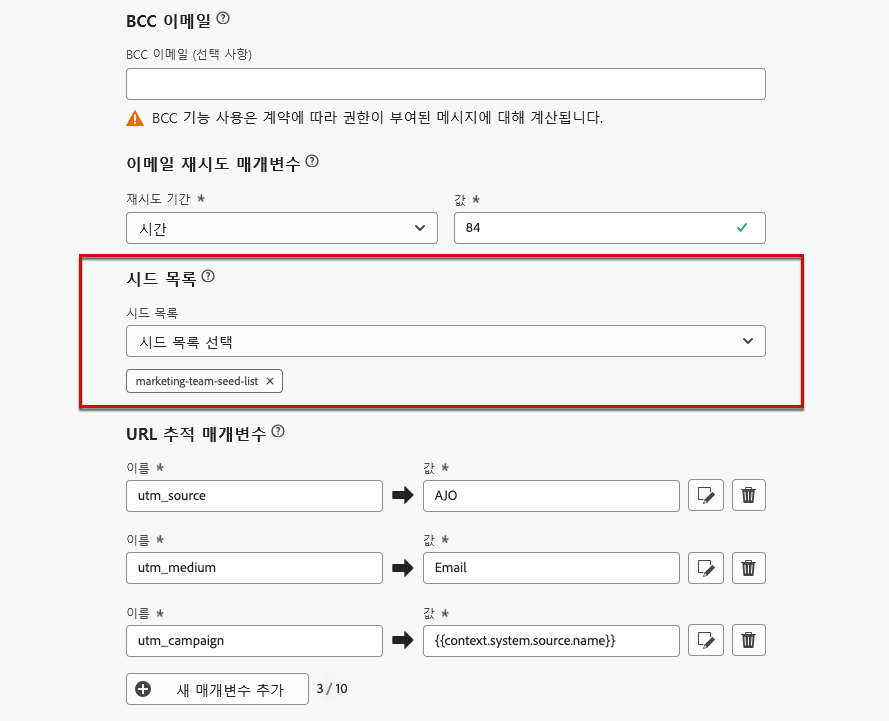 BCC 이메일
BCC 이메일 (선택 사항)
BCC 기능 사용은 계약에 따라 권한이 부여된 메시지에 대해 계산됩니다.
이메일 재시도 매개변수
재시도 기간 * 값 *
시간 84
시드 목록
시드 목록
시드 목록 선택
marketing-team-seed-list ×
URL 추적 매개변수
이름 * 값 *
utm_source AJO
이름 * 값 *
utm_medium Email
이름 * 값 *
utm_campaign {{context.system.source.name}}
새 매개변수 추가 3 / 10